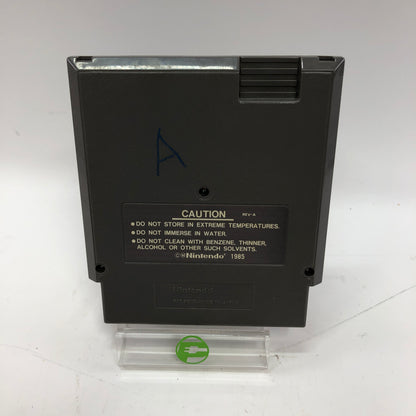 A
CAUTION REV-A
●DO NOT STORE IN EXTREME TEMPERATURES.
●DO NOT IMMERSE IN WATER.
●DO NOT CLEAN WITH BENZENE, THINNER,
ALCOHOL OR OTHER SUCH SOLVENTS.
©®Nintendo® 1985
Nintendo